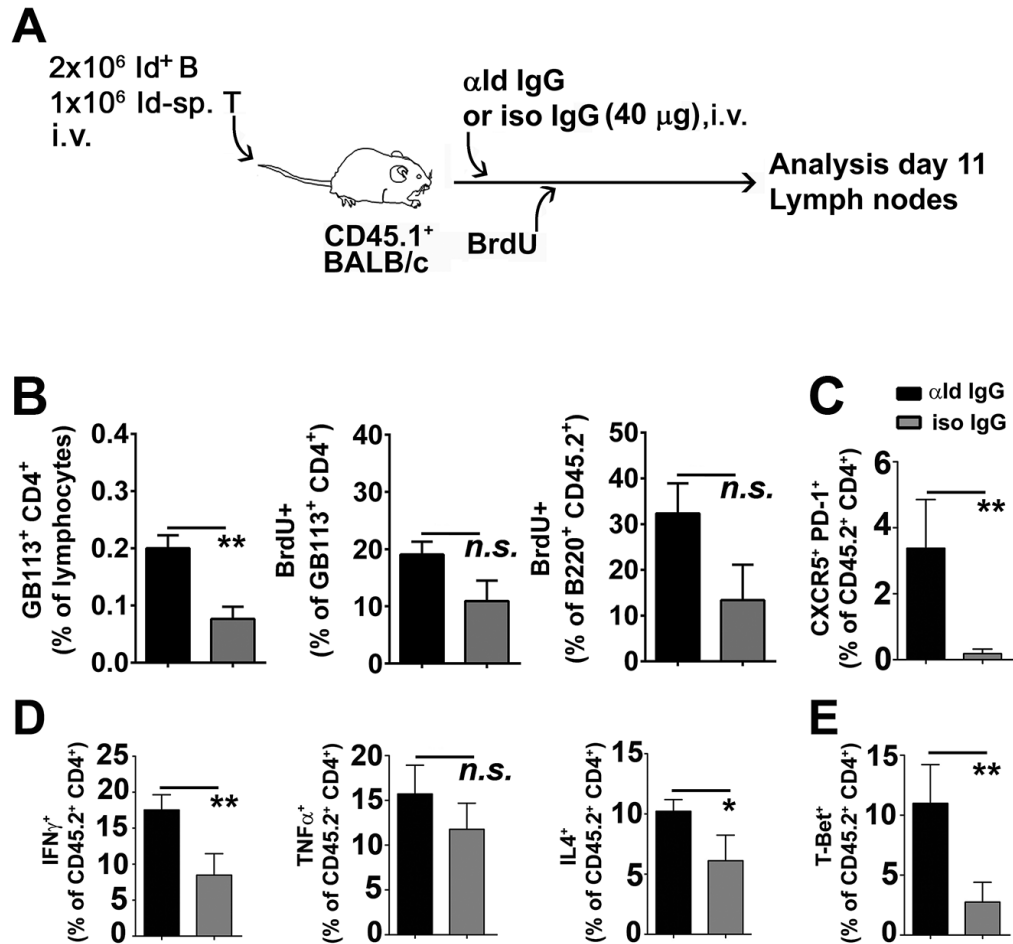 A
2x10⁶ Id⁺ B
1x10⁶ Id-sp. T
i.v.
αId IgG
or iso IgG (40 μg),i.v.
Analysis day 11
Lymph nodes
CD45.1⁺
BALB/c
BrdU
B
GB113⁺ CD4⁺
(% of lymphocytes)
0.4
0.3
0.2
0.1
0.0
**
BrdU+
(% of GB113⁺ CD4⁺)
40
30
20
10
0
n.s.
BrdU+
(% of B220⁺ CD45.2⁺)
50
40
30
20
10
0
n.s.
C
αId IgG
iso IgG
CXCR5⁺ PD-1⁺
(% of CD45.2⁺ CD4⁺)
6
4
2
0
**
D
IFNγ⁺
(% of CD45.2⁺ CD4⁺)
25
20
15
10
5
0
**
TNFα⁺
(% of CD45.2⁺ CD4⁺)
20
15
10
5
0
n.s.
IL4⁺
(% of CD45.2⁺ CD4⁺)
15
10
5
0
*
E
T-Bet⁺
(% of CD45.2⁺ CD4⁺)
15
10
5
0
**